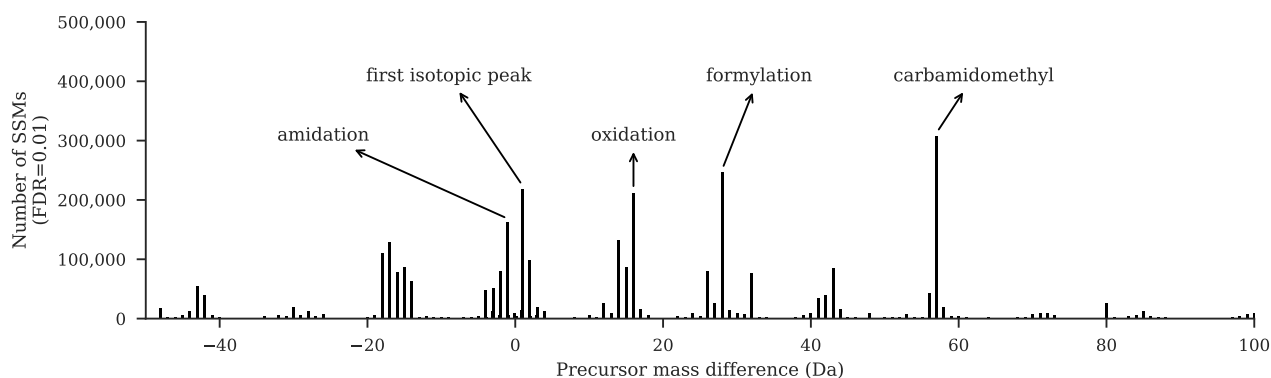 500,000
400,000
300,000
200,000
100,000
0
Number of SSMs
(FDR=0.01)
first isotopic peak
formylation
carbamidomethyl
amidation
oxidation
−40
−20
0
20
40
60
80
100
Precursor mass difference (Da)